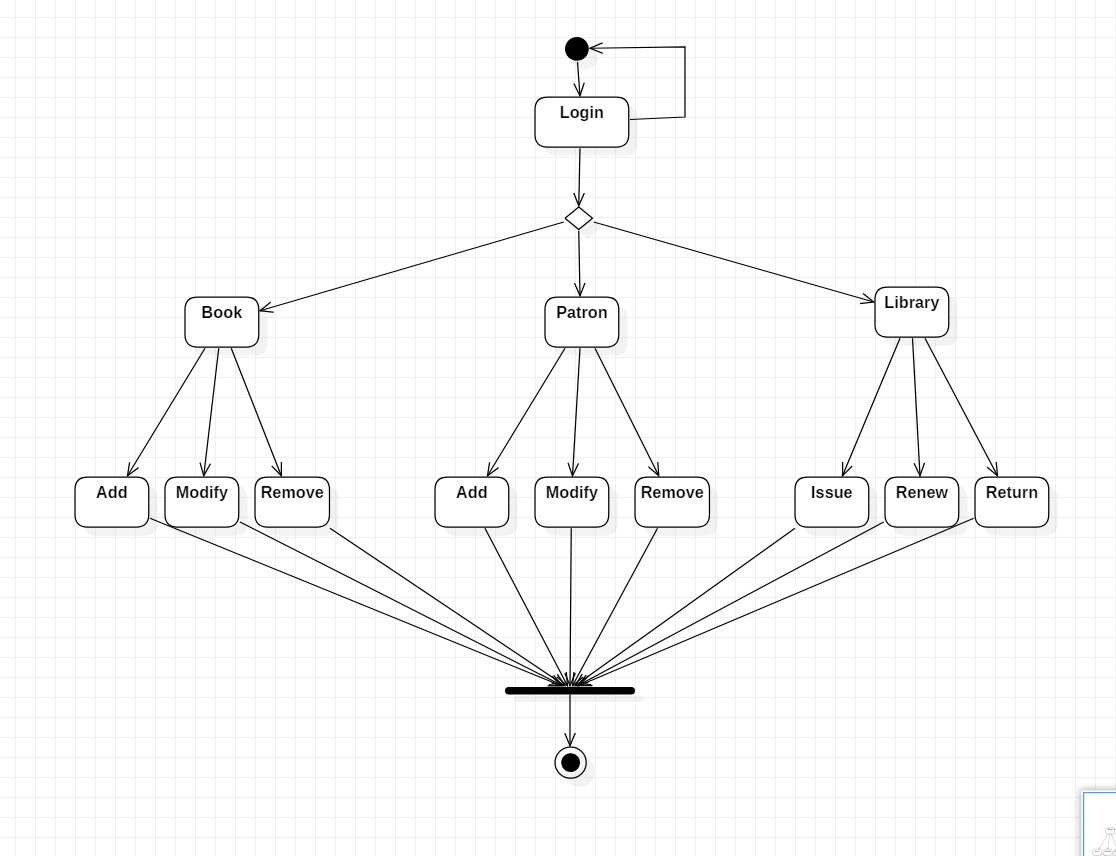 Login
Book
Patron
Library
Add
Modify
Remove
Add
Modify
Remove
Issue
Renew
Return